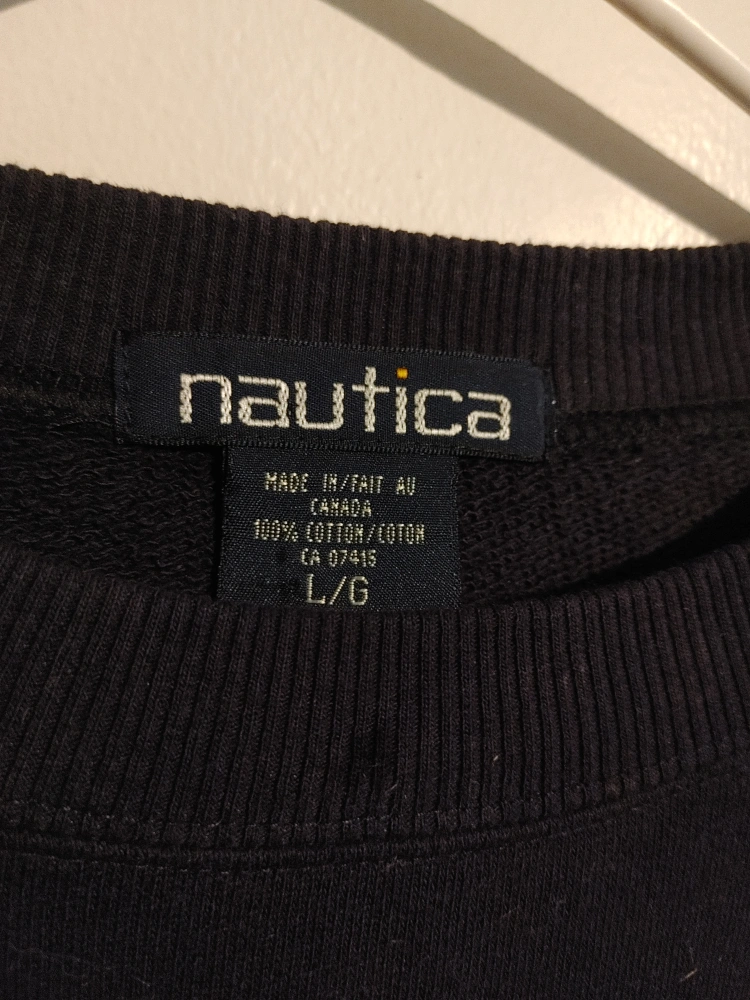 nautica
MADE IN/FAIT AU
CANADA
100% COTTON/COTON
CA 07415
L/G